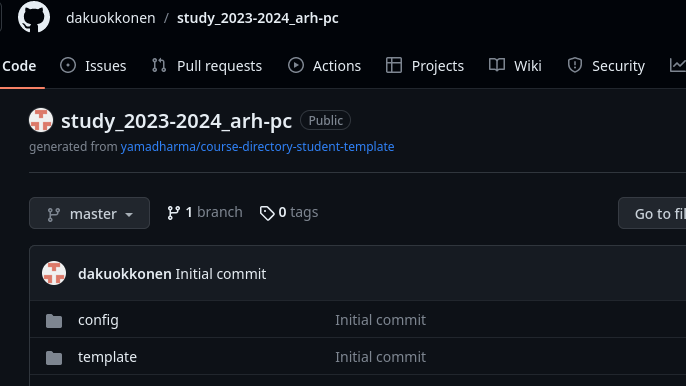 dakuokkonen / study_2023-2024_arh-pc
Code Issues Pull requests Actions Projects Wiki Security
study_2023-2024_arh-pc Public
generated from yamadharma/course-directory-student-template
master 1 branch 0 tags Go to fil
dakuokkonen Initial commit
config Initial commit
template Initial commit